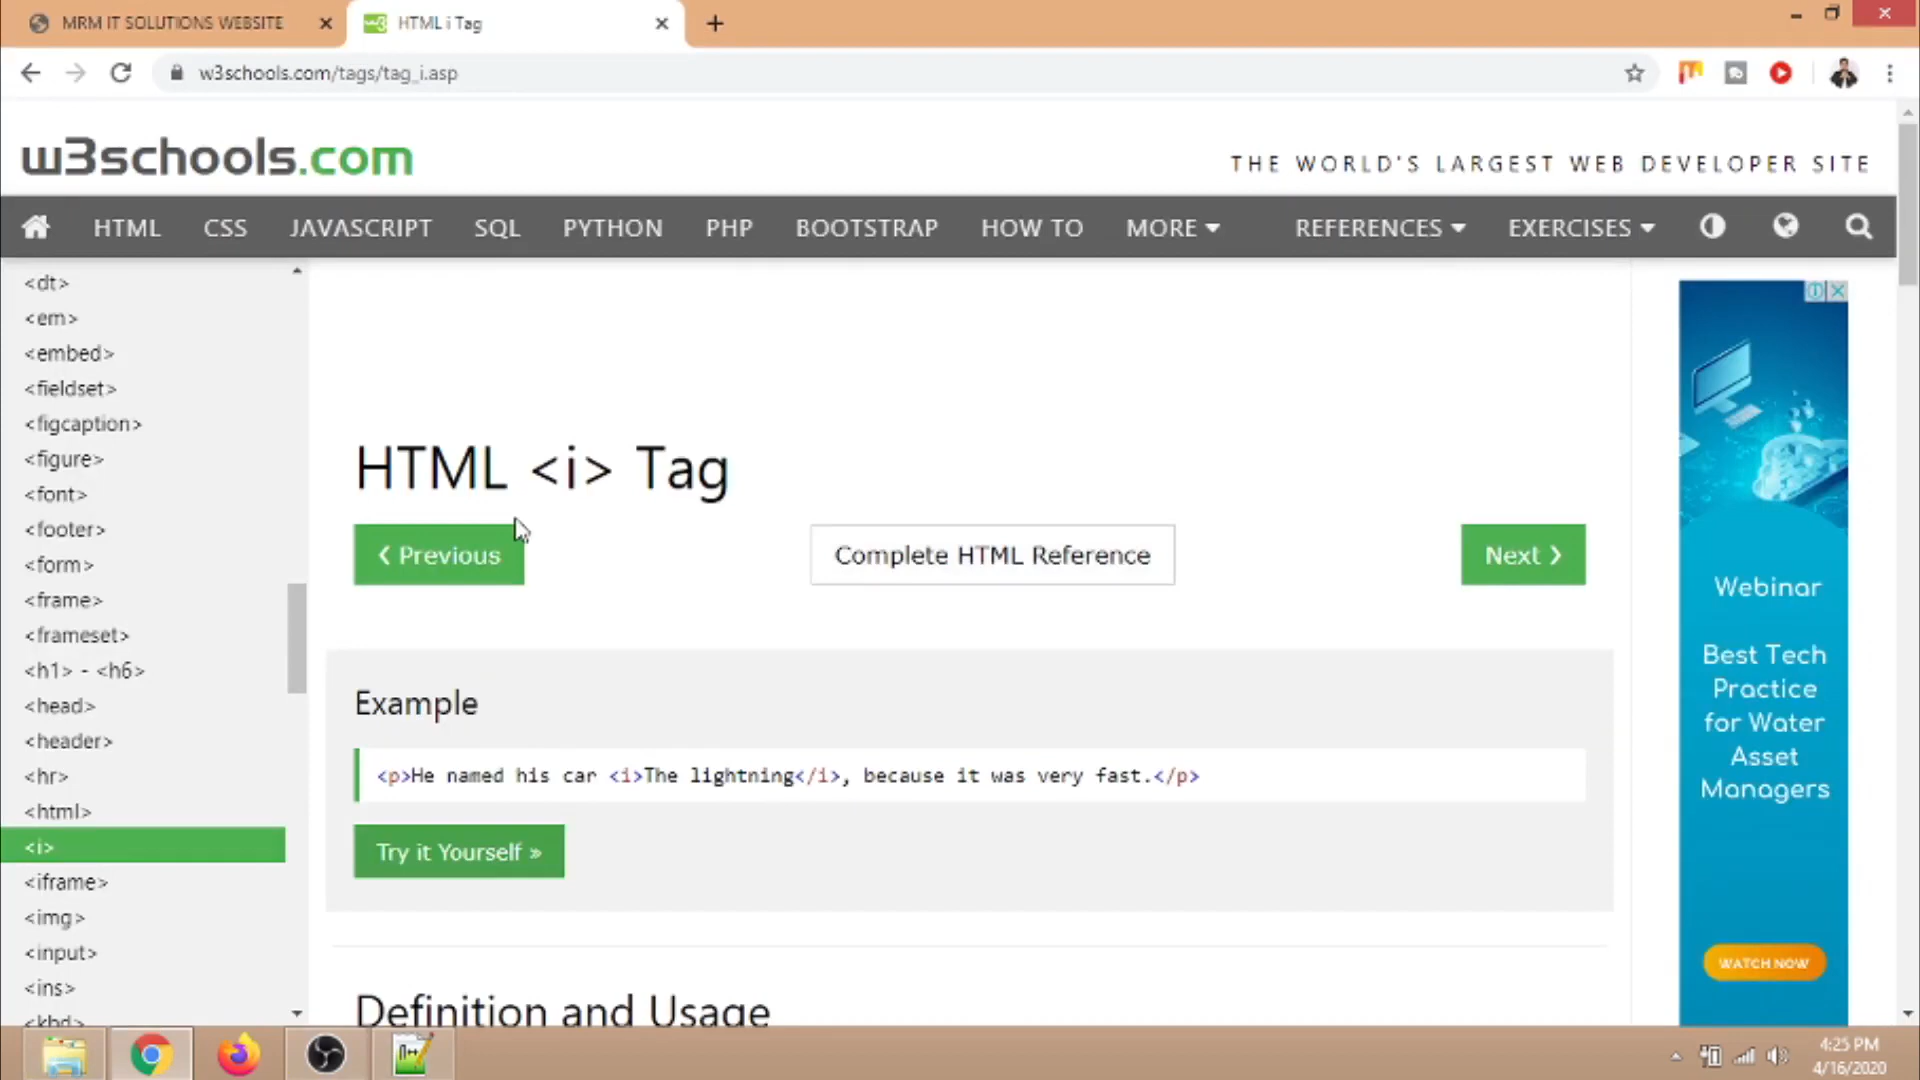 MRM IT SOLUTIONS WEBSITE
HTML i Tag
w3schools.com/tags/tag_i.asp
w3schools.com
THE WORLD'S LARGEST WEB DEVELOPER SITE
HTML CSS JAVASCRIPT SQL PYTHON PHP BOOTSTRAP HOW TO MORE REFERENCES EXERCISES
<dt>
<em>
<embed>
<fieldset>
<figcaption>
<figure>
<font>
<footer>
<form>
<frame>
<frameset>
<h1> - <h6>
<head>
<header>
<hr>
<html>
<i>
<iframe>
<img>
<input>
<ins>
<kbd>
HTML <i> Tag
❮ Previous
Complete HTML Reference
Next ❯
Example
<p>He named his car <i>The lightning</i>, because it was very fast.</p>
Try it Yourself »
Definition and Usage
Webinar
Best Tech
Practice
for Water
Asset
Managers
WATCH NOW
4:25 PM
4/16/2020